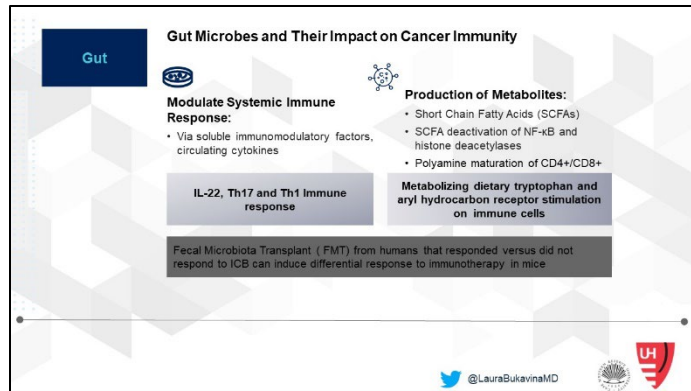 Gut
Gut Microbes and Their Impact on Cancer Immunity
Modulate Systemic Immune
Response:
• Via soluble immunomodulatory factors,
circulating cytokines
Production of Metabolites:
• Short Chain Fatty Acids (SCFAs)
• SCFA deactivation of NF-κB and
histone deacetylases
• Polyamine maturation of CD4+/CD8+
IL-22, Th17 and Th1 Immune
response
Metabolizing dietary tryptophan and
aryl hydrocarbon receptor stimulation
on immune cells
Fecal Microbiota Transplant ( FMT) from humans that responded versus did not
respond to ICB can induce differential response to immunotherapy in mice
@LauraBukavinaMD
UH